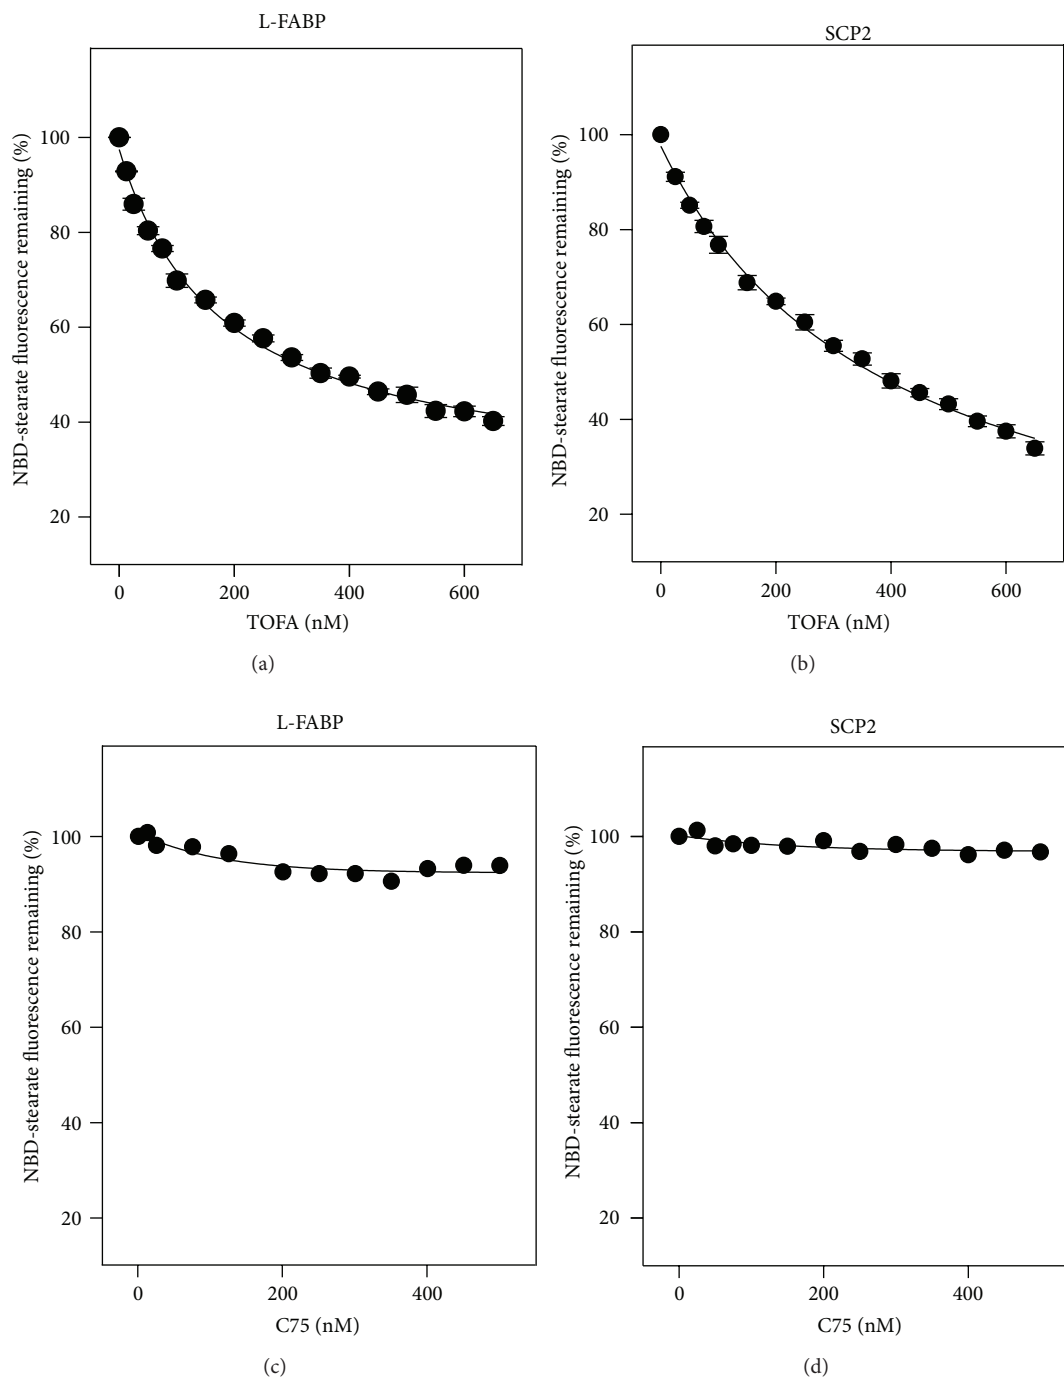 L-FABP
NBD-stearate fluorescence remaining (%)
100
80
60
40
20
0 200 400 600
TOFA (nM)
(a)
SCP2
NBD-stearate fluorescence remaining (%)
100
80
60
40
20
0 200 400 600
TOFA (nM)
(b)
L-FABP
NBD-stearate fluorescence remaining (%)
100
80
60
40
20
0 200 400
C75 (nM)
(c)
SCP2
NBD-stearate fluorescence remaining (%)
100
80
60
40
20
0 200 400
C75 (nM)
(d)